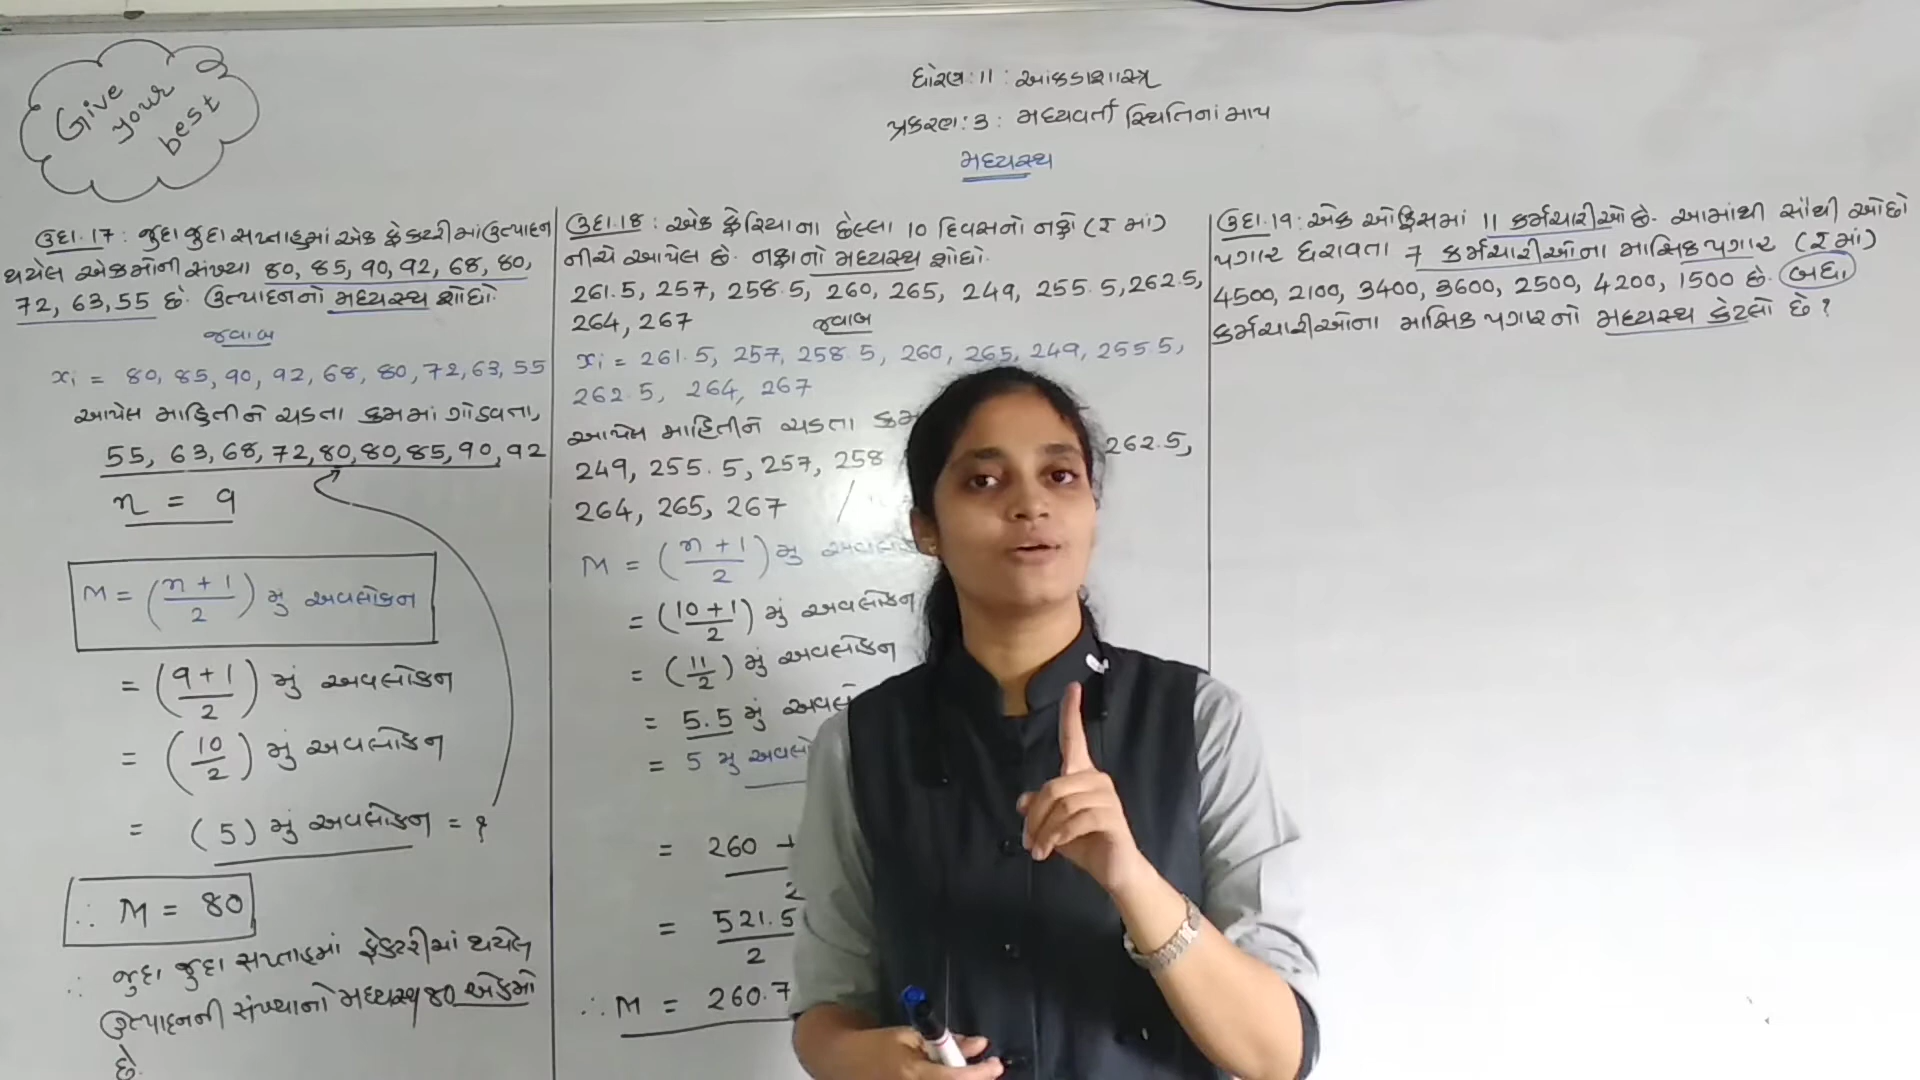 Give
your
best
ધોરણ : 11 : આંકડાશાસ્ત્ર
પ્રકરણ : 3 : મધ્યવર્તી સ્થિતિનાં માપ
મધ્યસ્થ
ઉદા. 17 : જુદા જુદા સપ્તાહમાં એક ફેક્ટરીમાં ઉત્પાદન
થયેલ એકમોની સંખ્યા 80, 85, 90, 92, 68, 80,
72, 63, 55 છે. ઉત્પાદનનો મધ્યસ્થ શોધો.
જવાબ
xi = 80, 85, 90, 92, 68, 80, 72, 63, 55
આપેલ માહિતીને ચડતા ક્રમમાં ગોઠવતા,
55, 63, 68, 72, 80, 80, 85, 90, 92
n = 9
M = (n + 1 / 2) મુ અવલોકન
= (9 + 1 / 2) મું અવલોકન
= (10 / 2) મું અવલોકન
= (5) મું અવલોકન = ?
∴ M = 80
∴ જુદા જુદા સપ્તાહમાં ફેક્ટરીમાં થયેલ
ઉત્પાદનની સંખ્યાનો મધ્યસ્થ 80 એકમો
છે.
ઉદા. 18 : એક ફેરિયાના છેલ્લા 10 દિવસનો નફો (₹ માં)
નીચે આપેલ છે. નફાનો મધ્યસ્થ શોધો.
261.5, 257, 258.5, 260, 265, 249, 255.5, 262.5,
264, 267
જવાબ
xi = 261.5, 257, 258.5, 260, 265, 249, 255.5,
262.5, 264, 267
આપેલ માહિતીને ચડતા ક્રમ
249, 255.5, 257, 258 262.5,
264, 265, 267
M = (n + 1 / 2) મુ અવલોક
= (10 + 1 / 2) મું અવલોકન
= (11 / 2) મું અવલોકન
= 5.5 મું અવલો
= 5 મુ અવલો
= 260 + / 2
= 521.5 / 2
∴ M = 260.7
ઉદા. 19 : એક ઓફિસમાં 11 કર્મચારીઓ છે. આમાંથી સૌથી ઓછો
પગાર ધરાવતા 7 કર્મચારીઓના માસિક પગાર (₹ માં)
4500, 2100, 3400, 3600, 2500, 4200, 1500 છે. બધા
કર્મચારીઓના માસિક પગારનો મધ્યસ્થ કેટલો છે ?